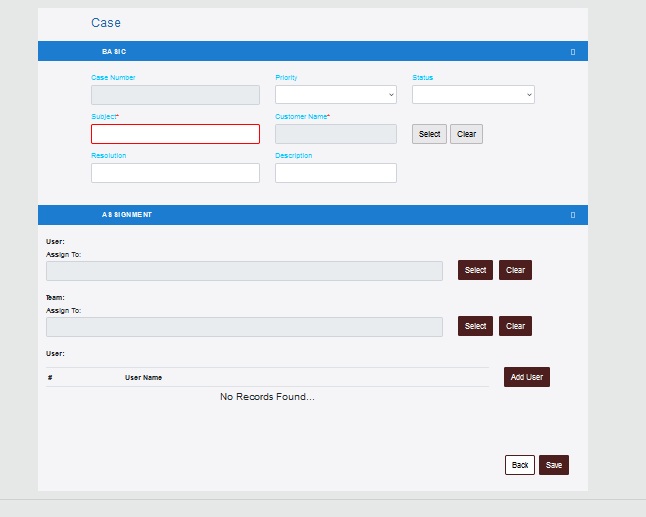 Case
BASIC
Case Number Priority Status
Subject* Customer Name*
Select Clear
Resolution Description
ASSIGNMENT
User:
Assign To:
Select Clear
Team:
Assign To:
Select Clear
User:
# User Name
Add User
No Records Found...
Back Save